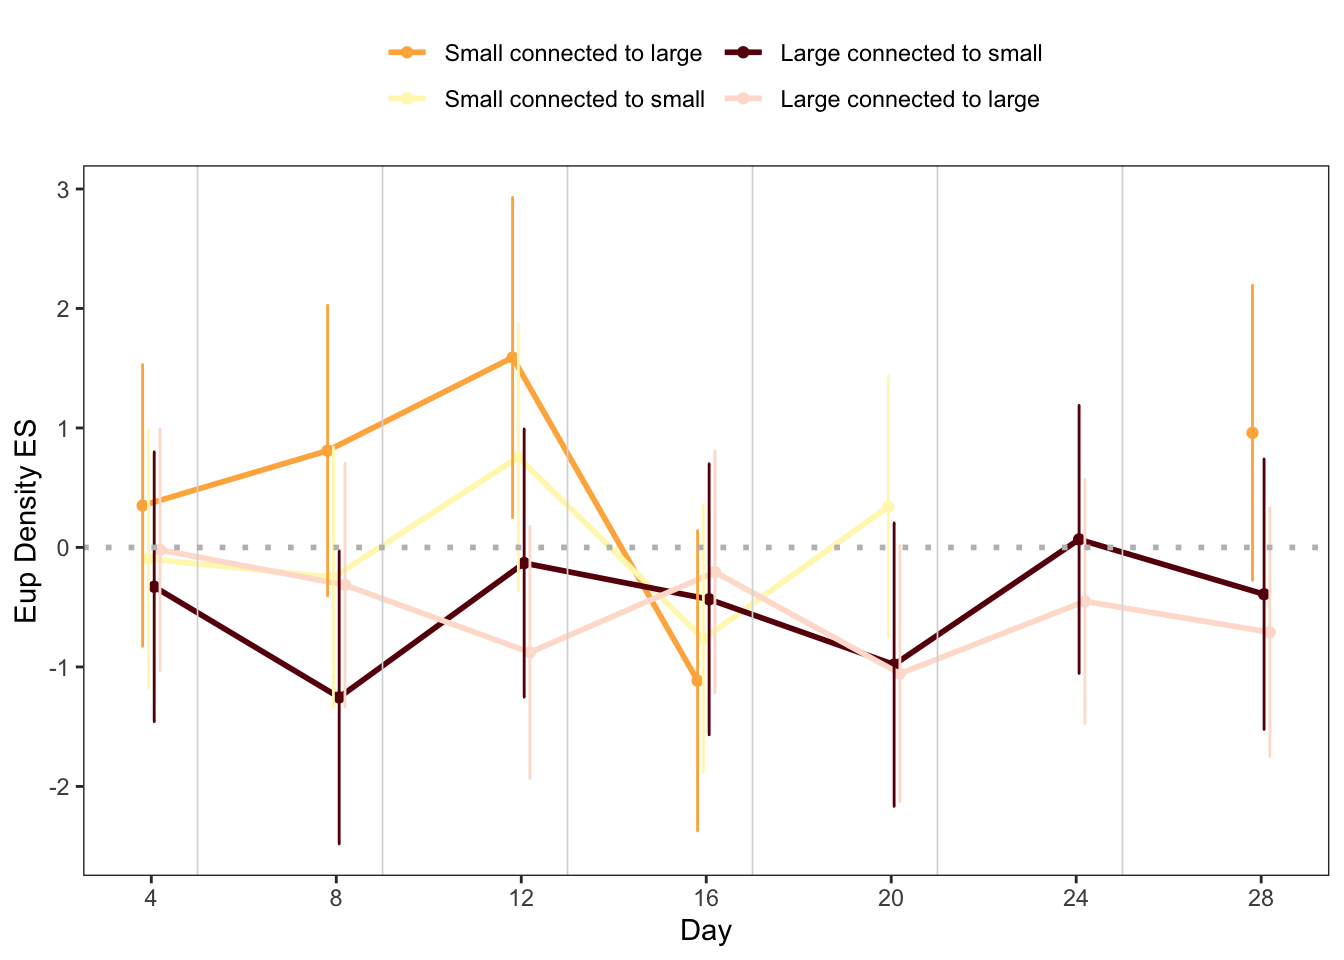 Small connected to large
Large connected to small
Small connected to small
Large connected to large
3
2
1
0
-1
-2
Eup Density ES
4 8 12 16 20 24 28
Day